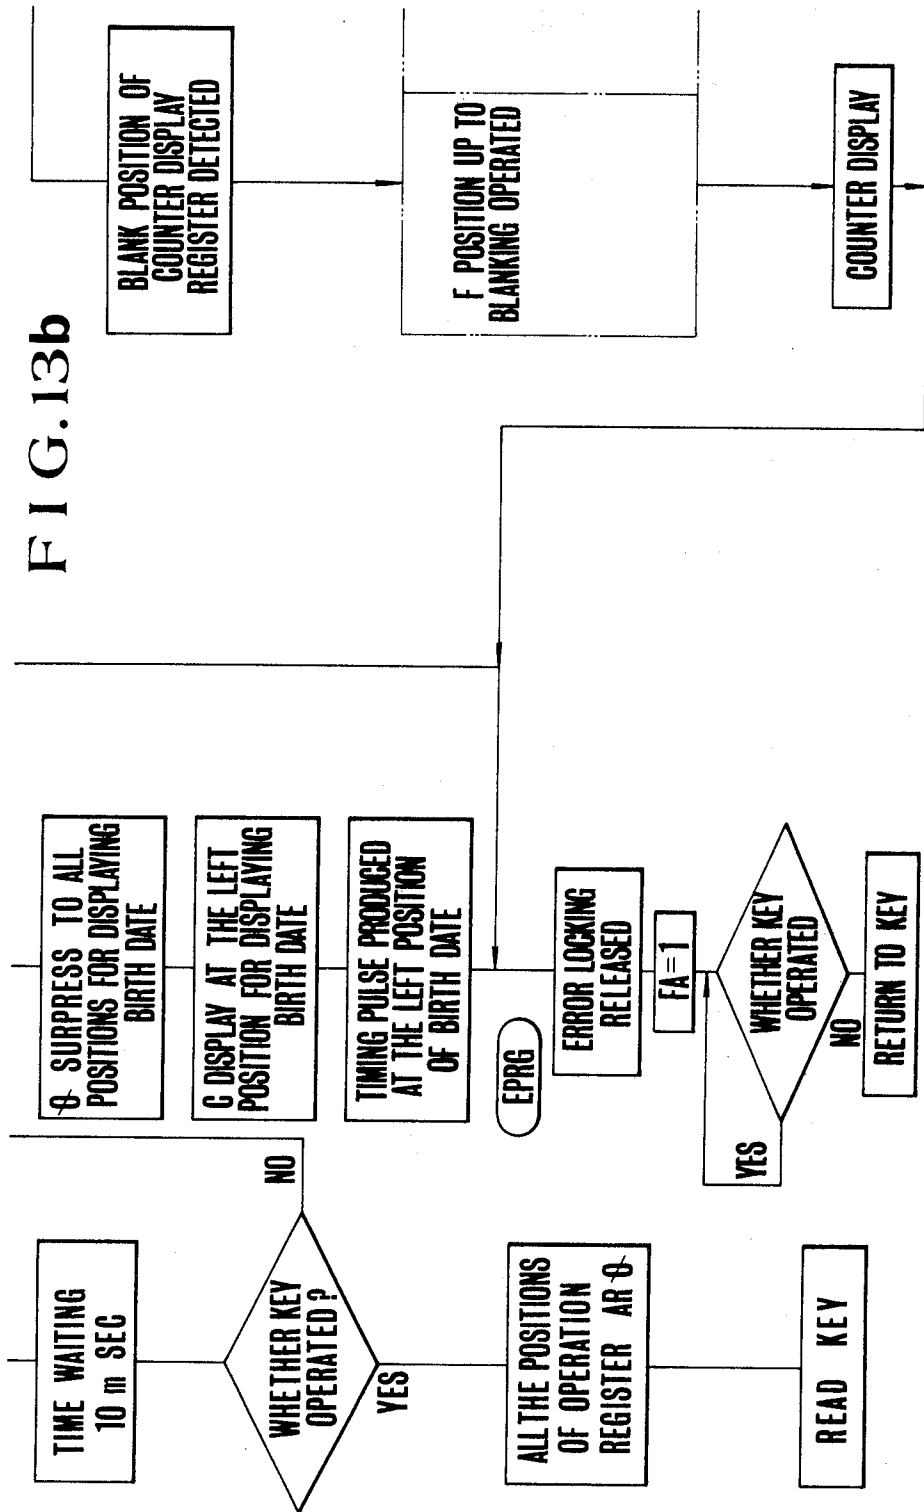 FIG.13b
TIME WAITING
10 m SEC
WHETHER KEY
OPERATED?
NO
YES
ALL THE POSITIONS
OF OPERATION
REGISTER AR 0
READ KEY
0 SURPRESS TO ALL
POSITIONS FOR DISPLAYING
BIRTH DATE
C DISPLAY AT THE LEFT
POSITION FOR DISPLAYING
BIRTH DATE
TIMING PULSE PRODUCED
AT THE LEFT POSITION
OF BIRTH DATE
EPRG
ERROR LOCKING
RELEASED
FA=1
WHETHER KEY
OPERATED
YES
NO
RETURN TO KEY
BLANK POSITION OF
COUNTER DISPLAY
REGISTER DETECTED
F POSITION UP TO
BLANKING OPERATED
COUNTER DISPLAY